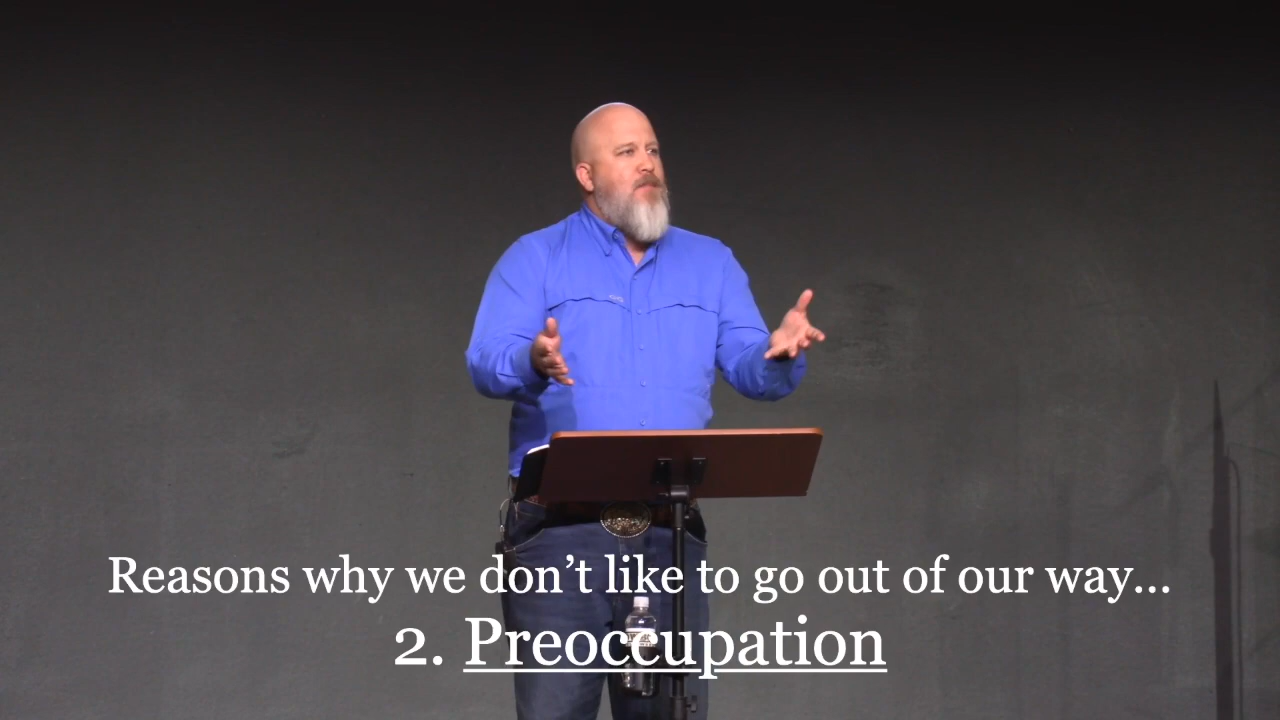 Reasons why we don’t like to go out of our way...
2. Preoccupation